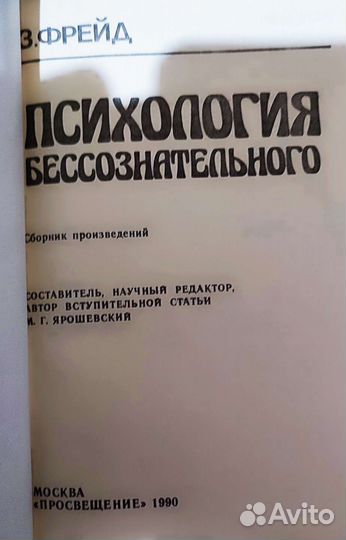 З. ФРЕЙД
ПСИХОЛОГИЯ
БЕССОЗНАТЕЛЬНОГО
Сборник произведений
СОСТАВИТЕЛЬ, НАУЧНЫЙ РЕДАКТОР,
АВТОР ВСТУПИТЕЛЬНОЙ СТАТЬИ
М. Г. ЯРОШЕВСКИЙ
МОСКВА
«ПРОСВЕЩЕНИЕ» 1990
Avito